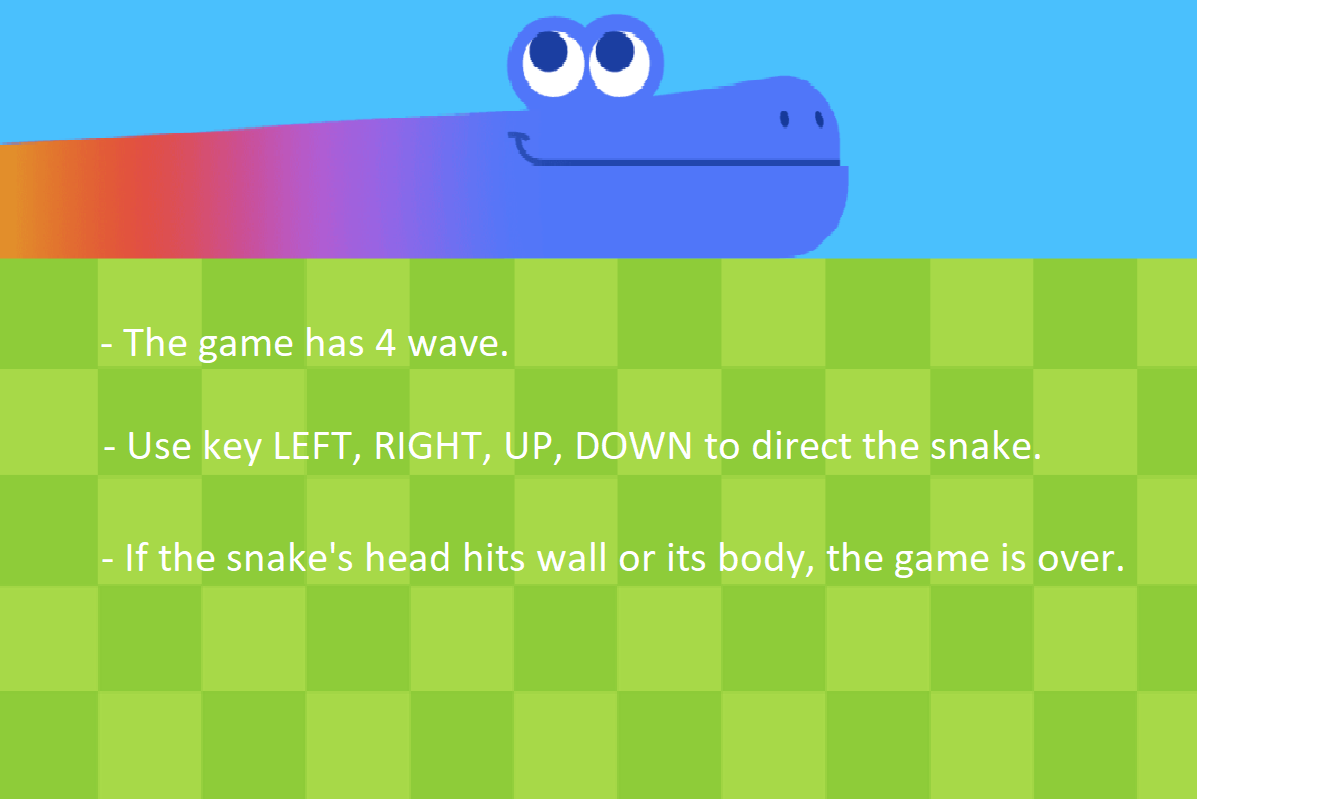 - The game has 4 wave.
- Use key LEFT, RIGHT, UP, DOWN to direct the snake.
- If the snake's head hits wall or its body, the game is over.